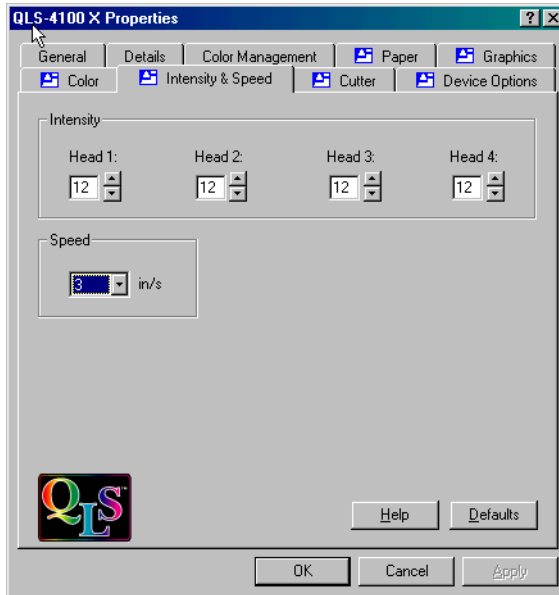 QLS-4100 X Properties
General Details Color Management Paper Graphics
Color Intensity & Speed Cutter Device Options
Intensity
Head 1: Head 2: Head 3: Head 4:
12 12 12 12
Speed
3 in/s
QLS
Help Defaults
OK Cancel Apply